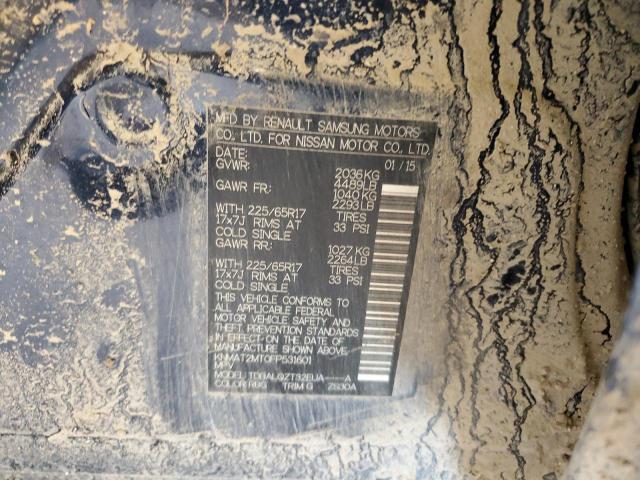 MFD BY RENAULT SAMSUNG MOTORS
CO. LTD. FOR NISSAN MOTOR CO., LTD.
DATE: 01/15
GVWR: 2036KG
4489LB
GAWR FR: 1040KG
2293LB
WITH 225/65R17 TIRES
17x7J RIMS AT 33 PSI
COLD SINGLE
GAWR RR: 1027KG
2264LB
WITH 225/65R17 TIRES
17x7J RIMS AT 33 PSI
COLD SINGLE
THIS VEHICLE CONFORMS TO
ALL APPLICABLE FEDERAL
MOTOR VEHICLE SAFETY AND
THEFT PREVENTION STANDARDS
IN EFFECT ON THE DATE OF
MANUFACTURE SHOWN ABOVE.
KNMAT2MT0FP531601
MPV
MODEL: A
COLOR: RBG TRIM G